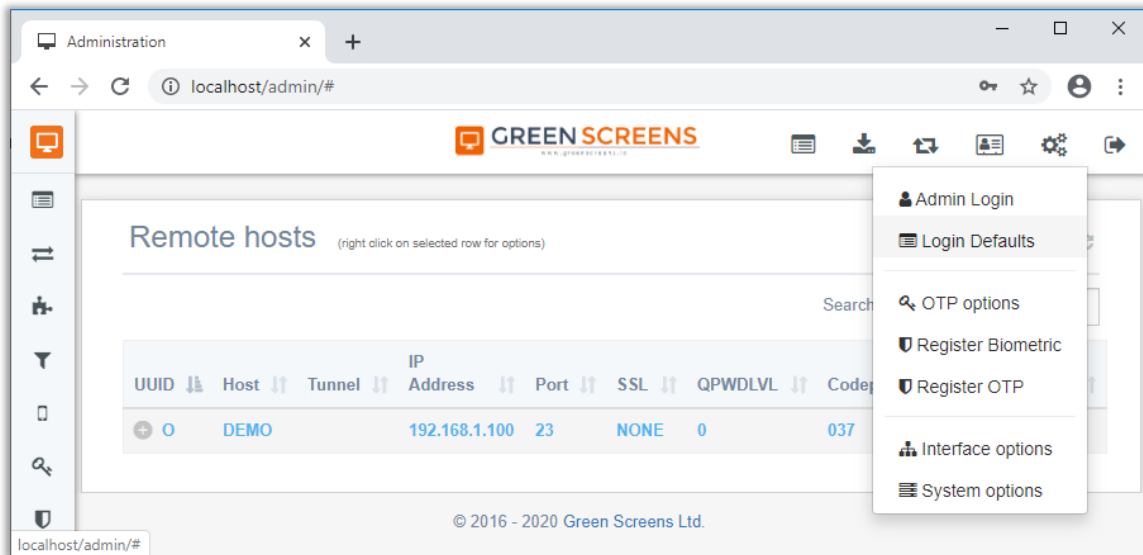 Administration
localhost/admin/#
GREEN SCREENS
Admin Login
Login Defaults
Remote hosts (right click on selected row for options)
Search
OTP options
Register Biometric
Register OTP
UUID Host Tunnel IP Address Port SSL QPWDLVL
O DEMO 192.168.1.100 23 NONE 0 037
Interface options
System options
© 2016 - 2020 Green Screens Ltd.
localhost/admin/#